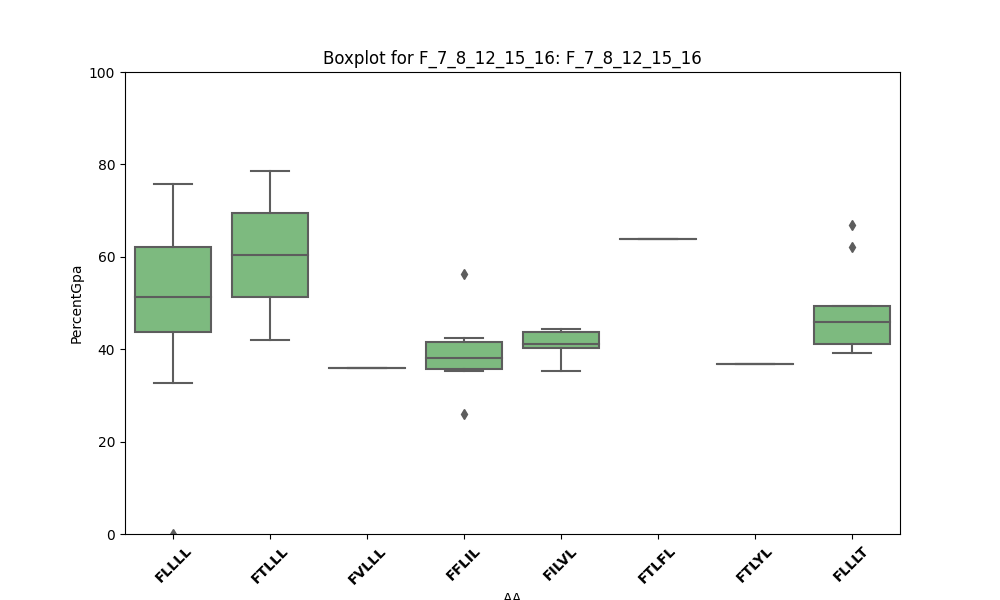 Boxplot for F_7_8_12_15_16: F_7_8_12_15_16
100
80
60
40
20
0
PercentGpa
FLLLL
FTLLL
FVLLL
FFLIL
FILVL
FTLFL
FTLYL
FLLLT
AA